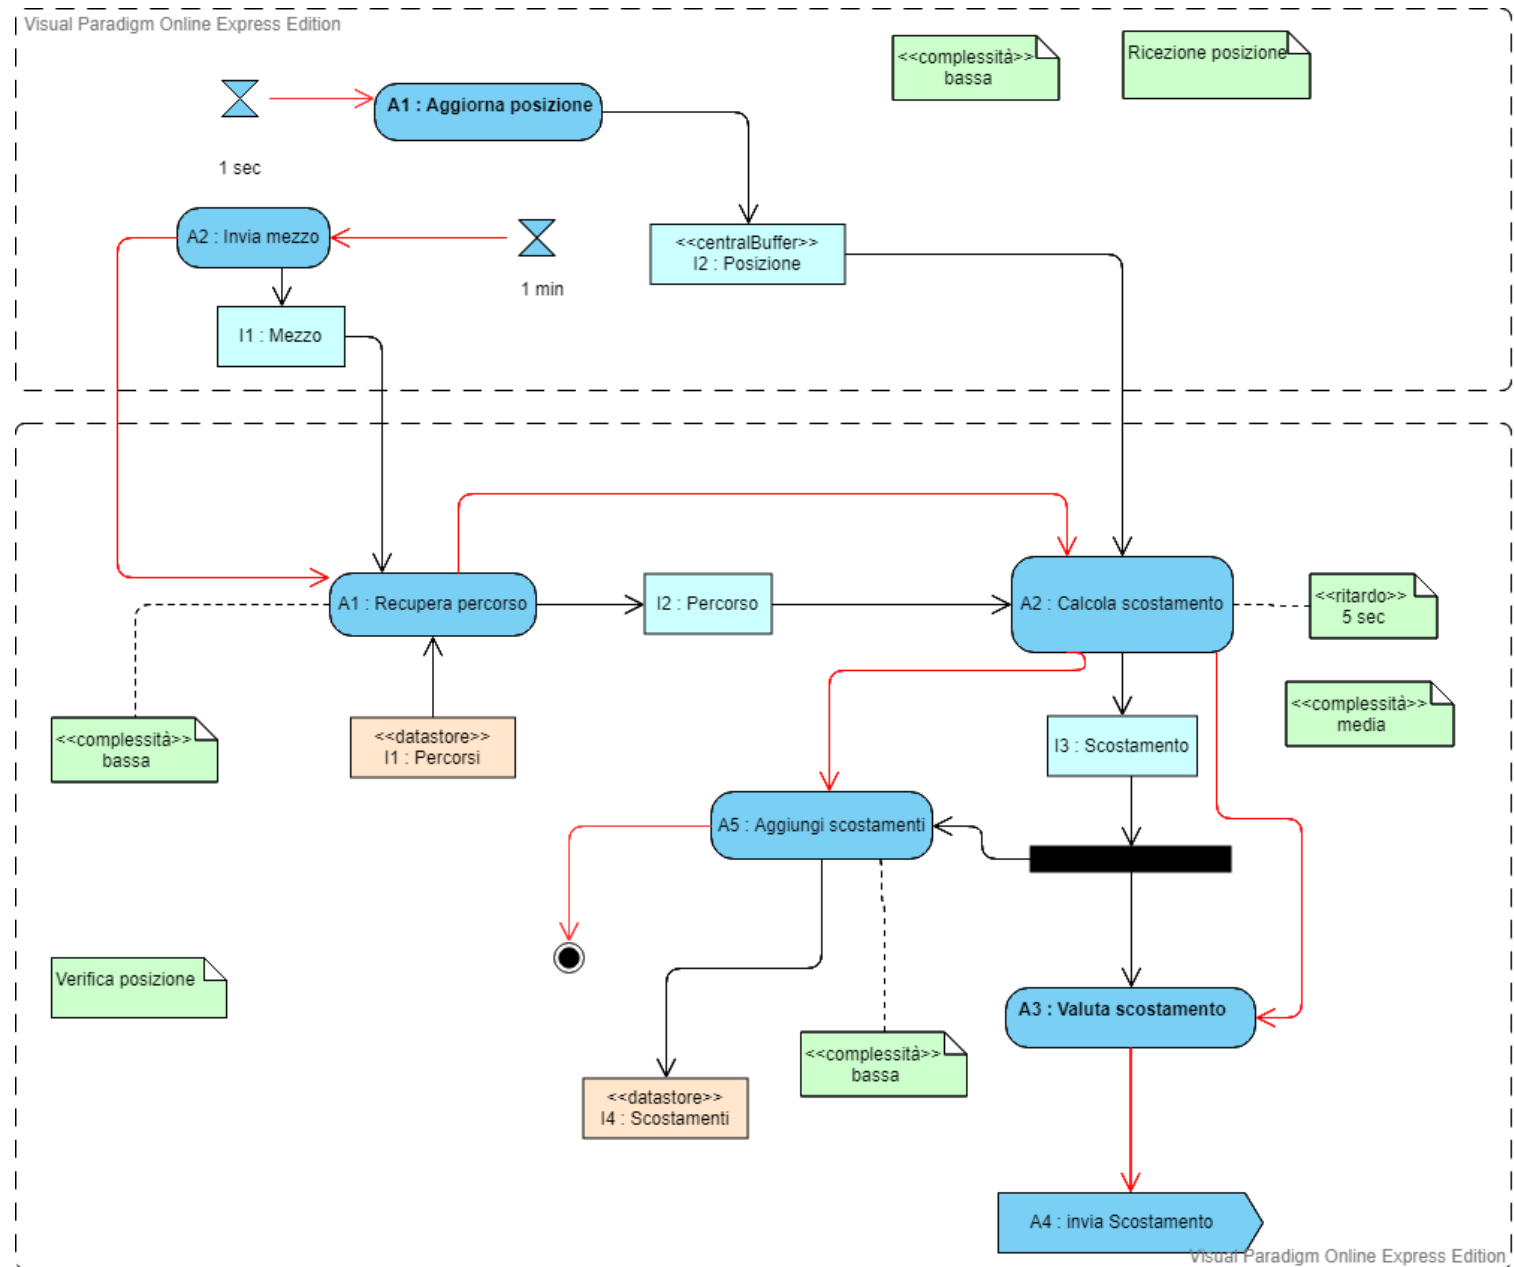 Visual Paradigm Online Express Edition
<<complessità>>
bassa
Ricezione posizione
A1 : Aggiorna posizione
1 sec
A2 : Invia mezzo
<<centralBuffer>>
I2 : Posizione
1 min
I1 : Mezzo
A1 : Recupera percorso
I2 : Percorso
A2 : Calcola scostamento
<<ritardo>>
5 sec
<<complessità>>
media
<<complessità>>
bassa
<<datastore>>
I1 : Percorsi
I3 : Scostamento
A5 : Aggiungi scostamenti
Verifica posizione
A3 : Valuta scostamento
<<complessità>>
bassa
<<datastore>>
I4 : Scostamenti
A4 : invia Scostamento
Visual Paradigm Online Express Edition